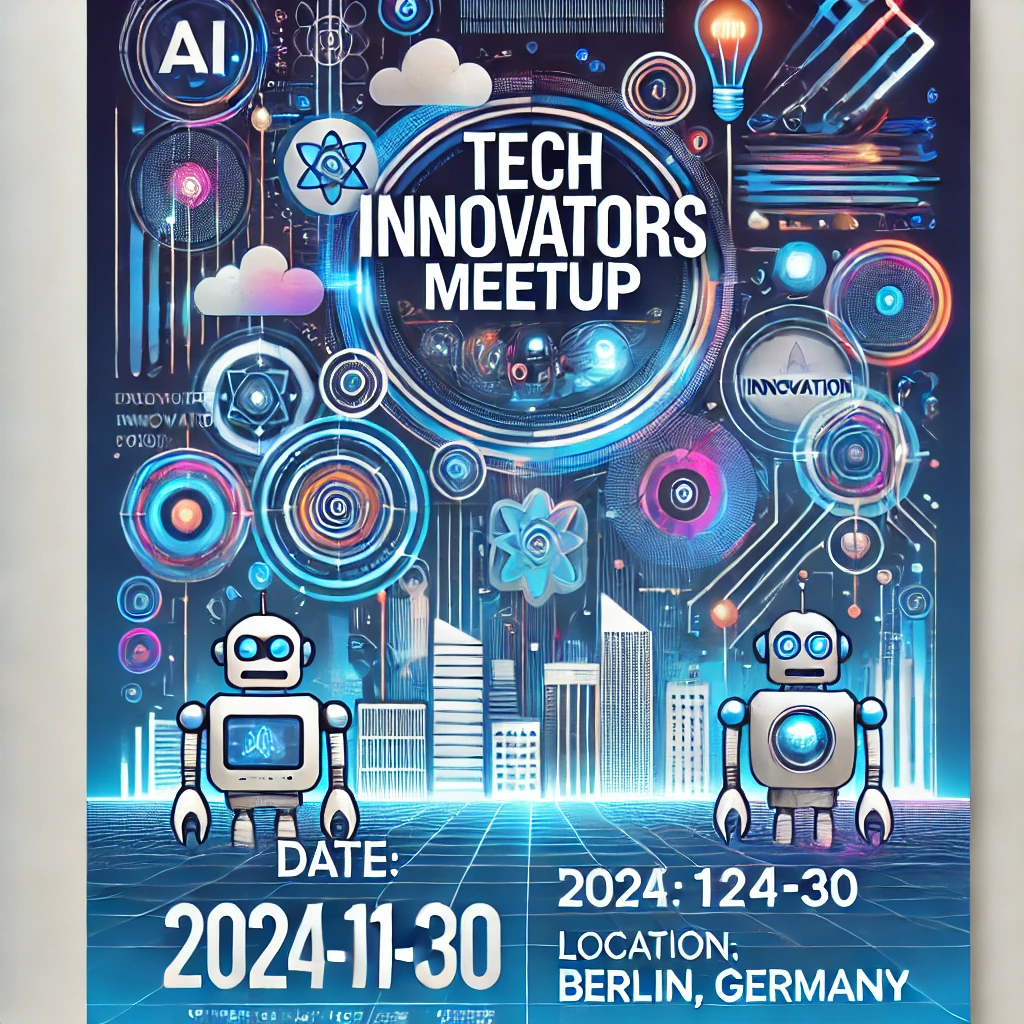 AI
TECH
INNOVATORS
MEETUP
INNOVATION
DATE:
2024-11-30
2024: 124-30
LOCATION:
BERLIN, GERMANY